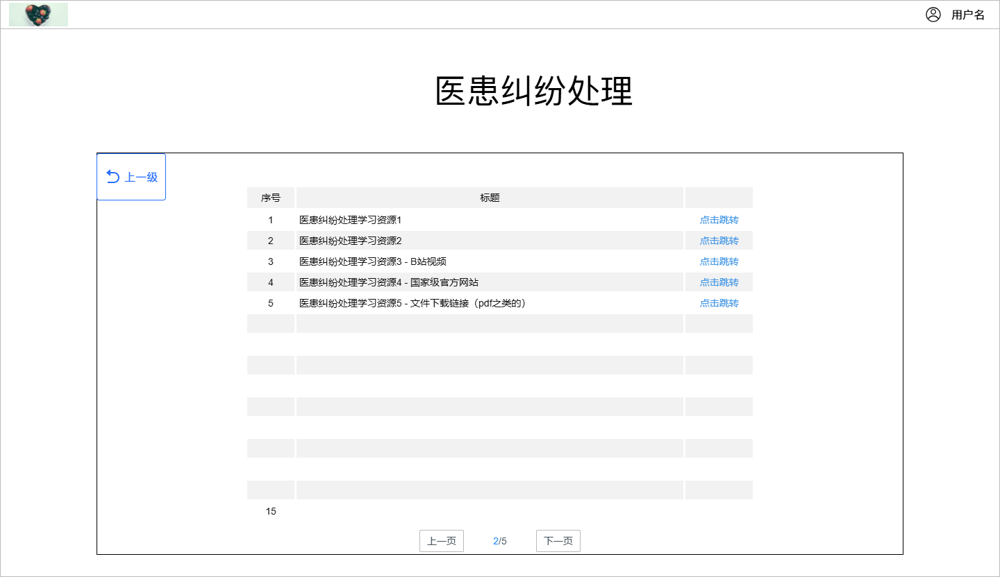 用户名
医患纠纷处理
上一级
序号 标题
1 医患纠纷处理学习资源1 点击跳转
2 医患纠纷处理学习资源2 点击跳转
3 医患纠纷处理学习资源3 - B站视频 点击跳转
4 医患纠纷处理学习资源4 - 国家级官方网站 点击跳转
5 医患纠纷处理学习资源5 - 文件下载链接（pdf之类的） 点击跳转
15
上一页 2/5 下一页